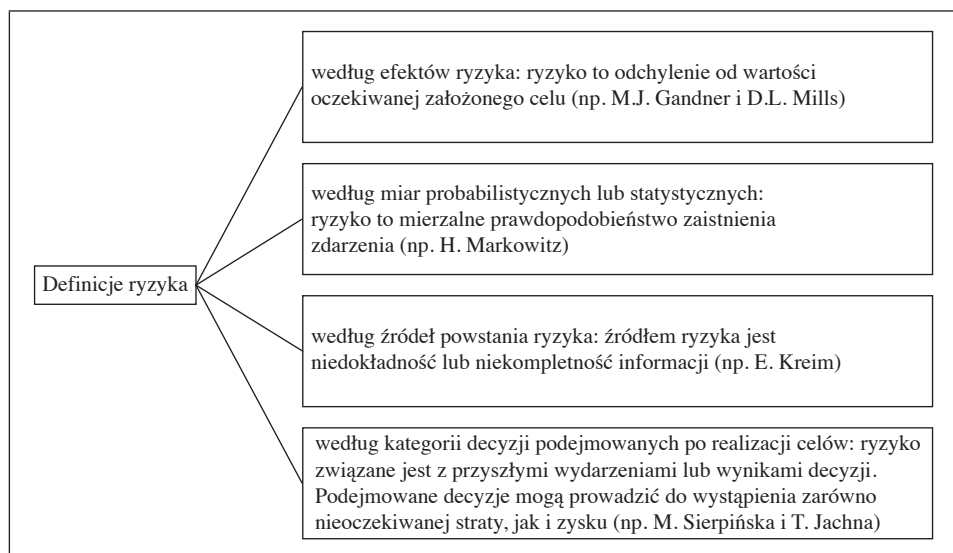 według efektów ryzyka: ryzyko to odchylenie od wartości
oczekiwanej założonego celu (np. M.J. Gandner i D.L. Mills)
według miar probabilistycznych lub statystycznych:
ryzyko to mierzalne prawdopodobieństwo zaistnienia
zdarzenia (np. H. Markowitz)
Definicje ryzyka
według źródeł powstania ryzyka: źródłem ryzyka jest
niedokładność lub niekompletność informacji (np. E. Kreim)
według kategorii decyzji podejmowanych po realizacji celów: ryzyko
związane jest z przyszłymi wydarzeniami lub wynikami decyzji.
Podejmowane decyzje mogą prowadzić do wystąpienia zarówno
nieoczekiwanej straty, jak i zysku (np. M. Sierpińska i T. Jachna)